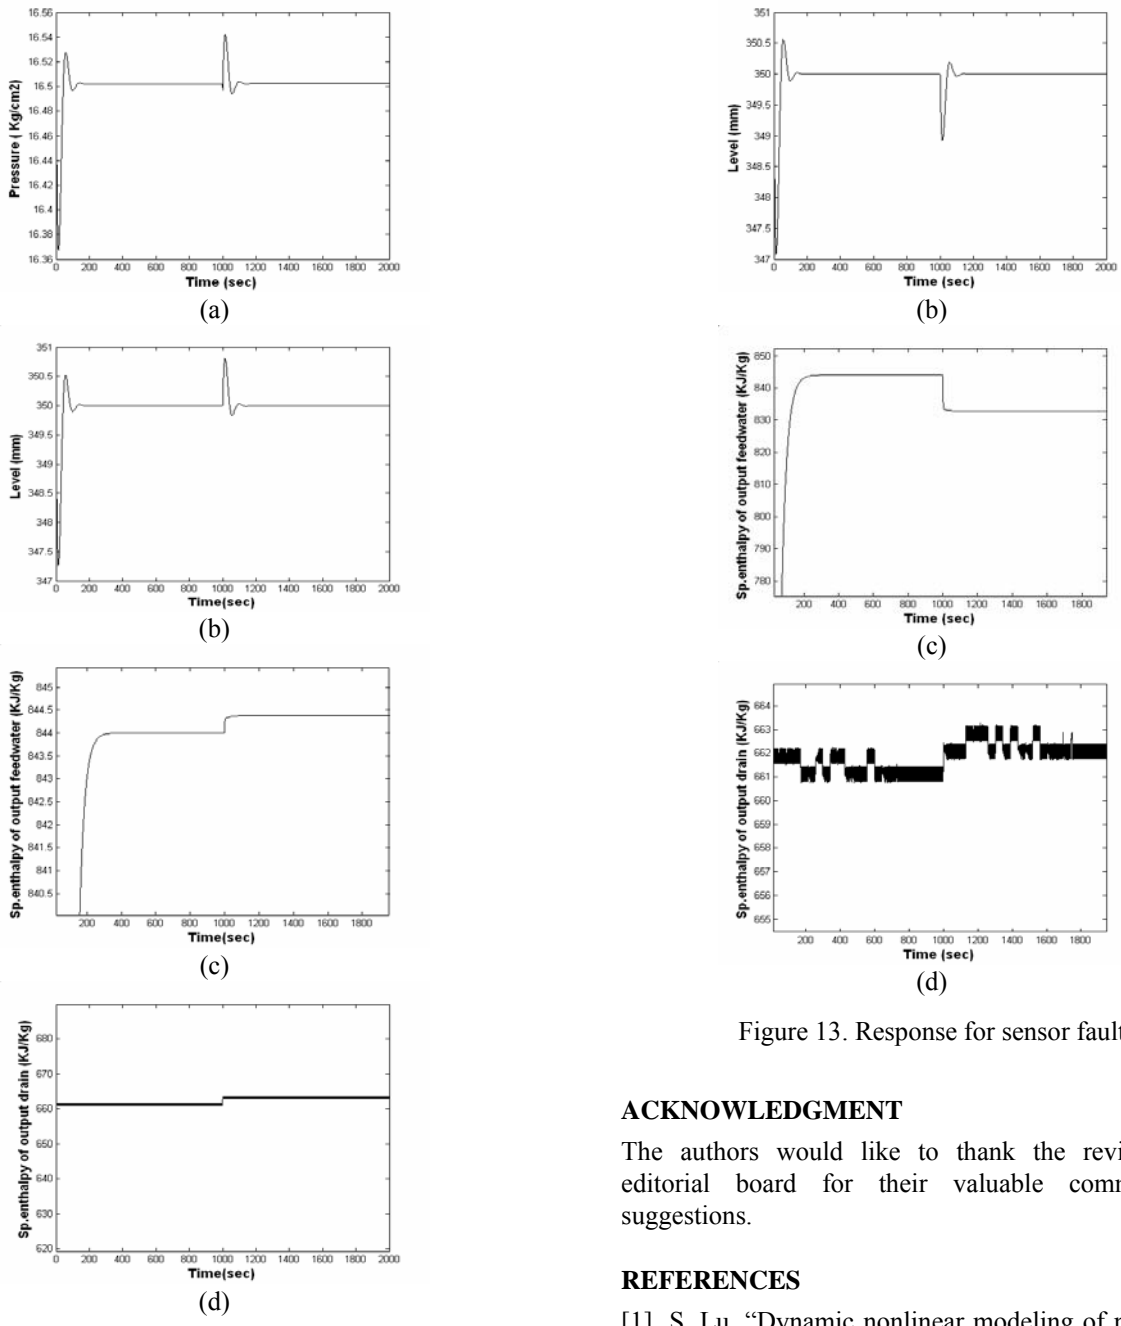 16.56
16.54
16.52
16.5
16.48
16.46
16.44
16.42
16.4
16.38
16.36
Pressure ( Kg/cm2)
0 200 400 600 800 1000 1200 1400 1600 1800 2000
Time (sec)
(a)
351
350.5
350
349.5
349
348.5
348
347.5
347
Level (mm)
0 200 400 600 800 1000 1200 1400 1600 1800 2000
Time(sec)
(b)
845
844.5
844
843.5
843
842.5
842
841.5
841
840.5
Sp.enthalpy of output feedwater (KJ/Kg)
200 400 600 800 1000 1200 1400 1600 1800
Time(sec)
(c)
680
670
660
650
640
630
620
Sp.enthalpy of output drain (KJ/Kg)
0 200 400 600 800 1000 1200 1400 1600 1800 2000
Time(sec)
(d)
351
350.5
350
349.5
349
348.5
348
347.5
347
Level (mm)
0 200 400 600 800 1000 1200 1400 1600 1800 2000
Time (sec)
(b)
850
840
830
820
810
800
790
780
Sp.enthalpy of output feedwater (KJ/Kg)
200 400 600 800 1000 1200 1400 1600 1800
Time (sec)
(c)
664
663
662
661
660
659
658
657
656
655
Sp.enthalpy of output drain (KJ/Kg)
200 400 600 800 1000 1200 1400 1600 1800
Time (sec)
(d)
Figure 13. Response for sensor fault
ACKNOWLEDGMENT
The authors would like to thank the revi
editorial board for their valuable comm
suggestions.
REFERENCES
[1]. S. Lu, “Dynamic nonlinear modeling of